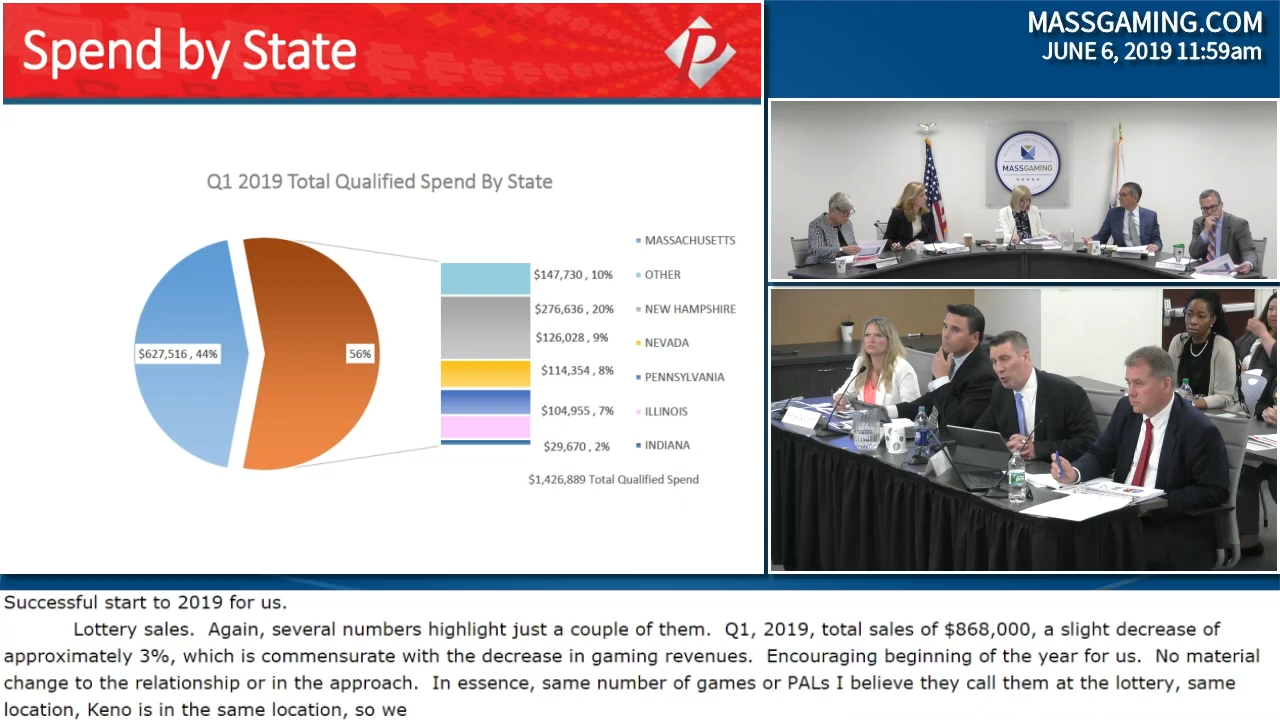 Spend by State
MASSGAMING.COM
JUNE 6, 2019 11:59am
Q1 2019 Total Qualified Spend By State
$627,516 , 44%
56%
$147,730 , 10%
$276,636 , 20%
$126,028 , 9%
$114,354 , 8%
$104,955 , 7%
$29,670 , 2%
MASSACHUSETTS
OTHER
NEW HAMPSHIRE
NEVADA
PENNSYLVANIA
ILLINOIS
INDIANA
$1,426,889 Total Qualified Spend
MASSGAMING
Successful start to 2019 for us.
Lottery sales. Again, several numbers highlight just a couple of them. Q1, 2019, total sales of $868,000, a slight decrease of
approximately 3%, which is commensurate with the decrease in gaming revenues. Encouraging beginning of the year for us. No material
change to the relationship or in the approach. In essence, same number of games or PALs I believe they call them at the lottery, same
location, Keno is in the same location, so we